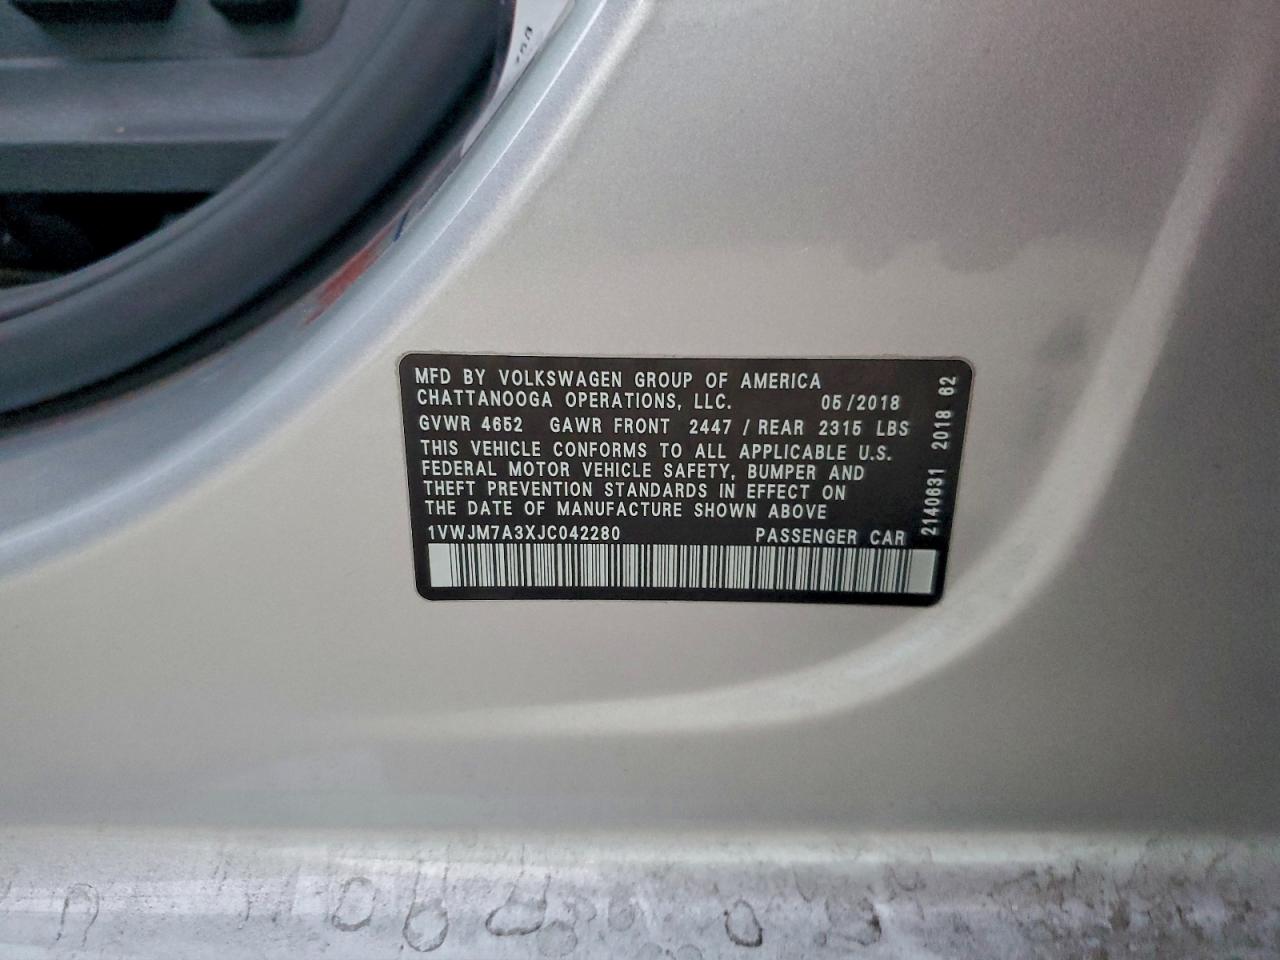 MFD BY VOLKSWAGEN GROUP OF AMERICA
CHATTANOOGA OPERATIONS, LLC. 05/2018
GVWR 4652 GAWR FRONT 2447 / REAR 2315 LBS
THIS VEHICLE CONFORMS TO ALL APPLICABLE U.S.
FEDERAL MOTOR VEHICLE SAFETY, BUMPER AND
THEFT PREVENTION STANDARDS IN EFFECT ON
THE DATE OF MANUFACTURE SHOWN ABOVE
1VWJM7A3XJC042280 PASSENGER CAR
2140631 2018 62